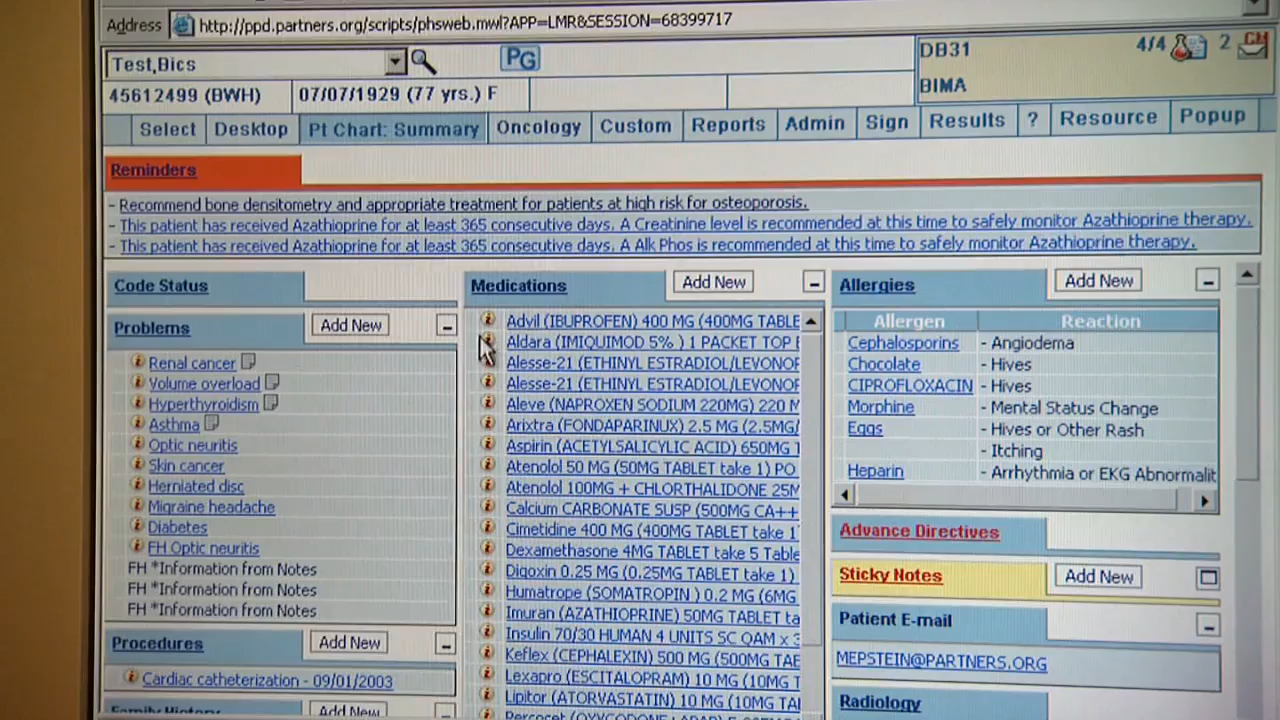 Address http://ppd.partners.org/scripts/phsweb.mwl?APP=LMR&SESSION=68399717
Test,Bics
PG
DB31
4/4
2
45612499 (BWH)
07/07/1929 (77 yrs.) F
BIMA
Select Desktop Pt Chart: Summary Oncology Custom Reports Admin Sign Results ? Resource Popup
Reminders
- Recommend bone densitometry and appropriate treatment for patients at high risk for osteoporosis.
- This patient has received Azathioprine for at least 365 consecutive days. A Creatinine level is recommended at this time to safely monitor Azathioprine therapy.
- This patient has received Azathioprine for at least 365 consecutive days. A Alk Phos is recommended at this time to safely monitor Azathioprine therapy.
Code Status
Problems Add New
Renal cancer
Volume overload
Hyperthyroidism
Asthma
Optic neuritis
Skin cancer
Herniated disc
Migraine headache
Diabetes
FH Optic neuritis
FH *Information from Notes
FH *Information from Notes
FH *Information from Notes
Procedures Add New
Cardiac catheterization - 09/01/2003
Family History Add New
Medications Add New
Advil (IBUPROFEN) 400 MG (400MG TABLE
Aldara (IMIQUIMOD 5% ) 1 PACKET TOP
Alesse-21 (ETHINYL ESTRADIOL/LEVONOR
Alesse-21 (ETHINYL ESTRADIOL/LEVONOR
Aleve (NAPROXEN SODIUM 220MG) 220 M
Arixtra (FONDAPARINUX) 2.5 MG (2.5MG/
Aspirin (ACETYLSALICYLIC ACID) 650MG T
Atenolol 50 MG (50MG TABLET take 1) PO
Atenolol 100MG + CHLORTHALIDONE 25M
Calcium CARBONATE SUSP (500MG CA++
Cimetidine 400 MG (400MG TABLET take 1
Dexamethasone 4MG TABLET take 5 Table
Digoxin 0.25 MG (0.25MG TABLET take 1)
Humatrope (SOMATROPIN ) 0.2 MG (6MG
Imuran (AZATHIOPRINE) 50MG TABLET ta
Insulin 70/30 HUMAN 4 UNITS SC QAM x 3
Keflex (CEPHALEXIN) 500 MG (500MG TAB
Lexapro (ESCITALOPRAM) 10 MG (10MG T
Lipitor (ATORVASTATIN) 10 MG (10MG TA
Allergies Add New
Allergen Reaction
Cephalosporins - Angiodema
Chocolate - Hives
CIPROFLOXACIN - Hives
Morphine - Mental Status Change
Eggs - Hives or Other Rash
- Itching
Heparin - Arrhythmia or EKG Abnormalit
Advance Directives
Sticky Notes Add New
Patient E-mail
MEPSTEIN@PARTNERS.ORG
Radiology